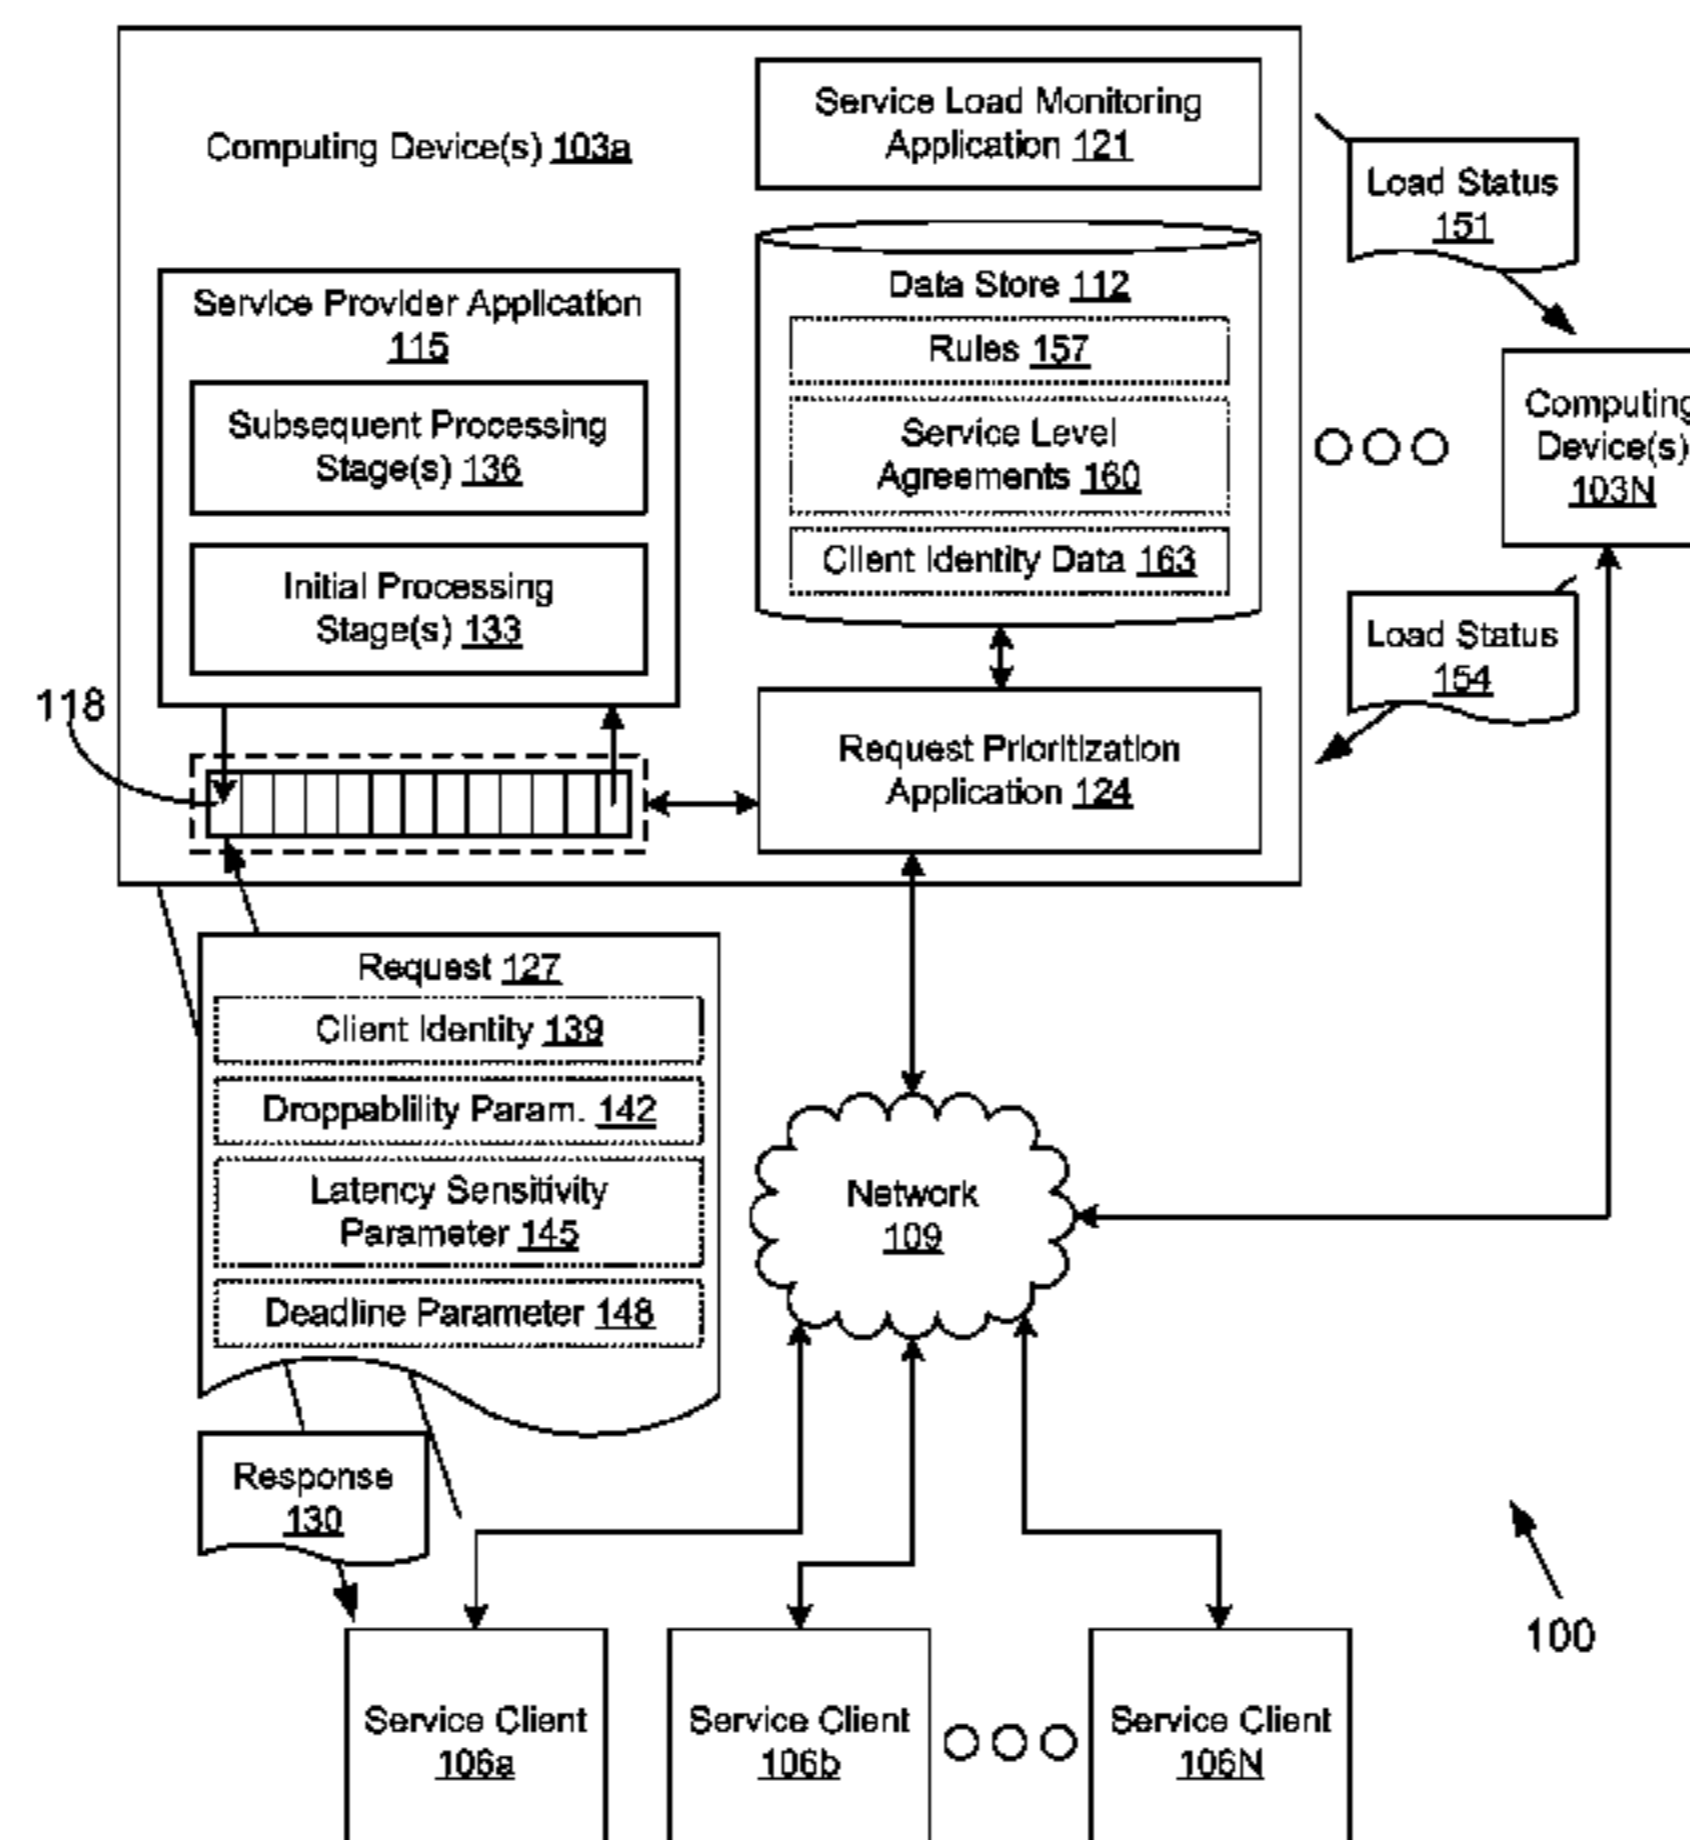 Computing Device(s) 103a
Service Load Monitoring
Application 121
Load Status
151
Data Store 112
Rules 157
Service Level
Agreements 160
Client Identity Data 163
Service Provider Application
115
Subsequent Processing
Stage(s) 136
Initial Processing
Stage(s) 133
Computing
Device(s)
103N
Load Status
154
118
Request Prioritization
Application 124
Request 127
Client Identity 139
Droppablility Param. 142
Latency Sensitivity
Parameter 145
Deadline Parameter 148
Network
109
Response
130
100
Service Client
106a
Service Client
106b
Service Client
106N